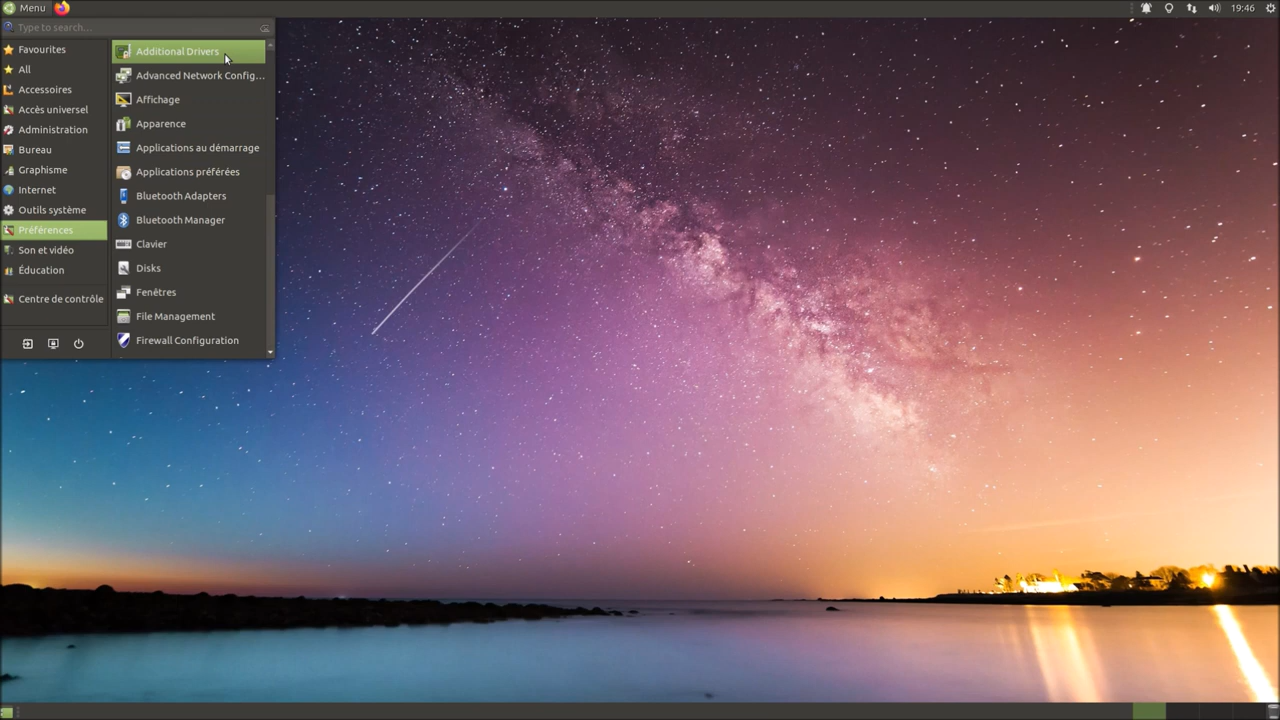 Menu
19:46
Type to search...
Favourites
All
Accessoires
Accès universel
Administration
Bureau
Graphisme
Internet
Outils système
Préférences
Son et vidéo
Éducation
Centre de contrôle
Additional Drivers
Advanced Network Config...
Affichage
Apparence
Applications au démarrage
Applications préférées
Bluetooth Adapters
Bluetooth Manager
Clavier
Disks
Fenêtres
File Management
Firewall Configuration